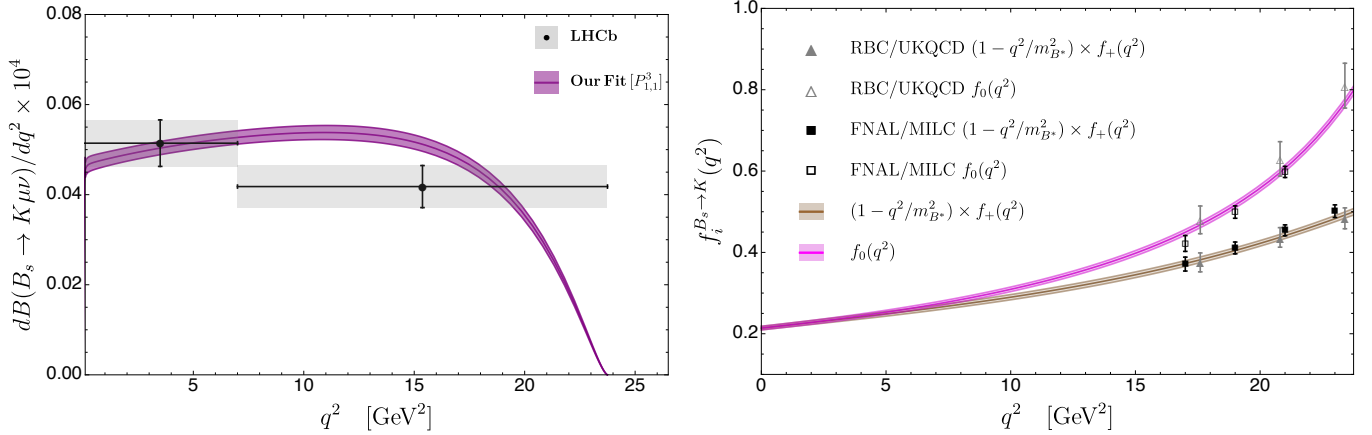 dB(B_s → Kμν)/dq² × 10⁴
0.08
0.06
0.04
0.02
0.00
LHCb
Our Fit [P³₁,₁]
5
10
15
20
25
q² [GeV²]
f_i^{B_s→K}(q²)
1.0
0.8
0.6
0.4
0.2
RBC/UKQCD (1 − q²/m²_{B*}) × f₊(q²)
RBC/UKQCD f₀(q²)
FNAL/MILC (1 − q²/m²_{B*}) × f₊(q²)
FNAL/MILC f₀(q²)
(1 − q²/m²_{B*}) × f₊(q²)
f₀(q²)
0
5
10
15
20
q² [GeV²]